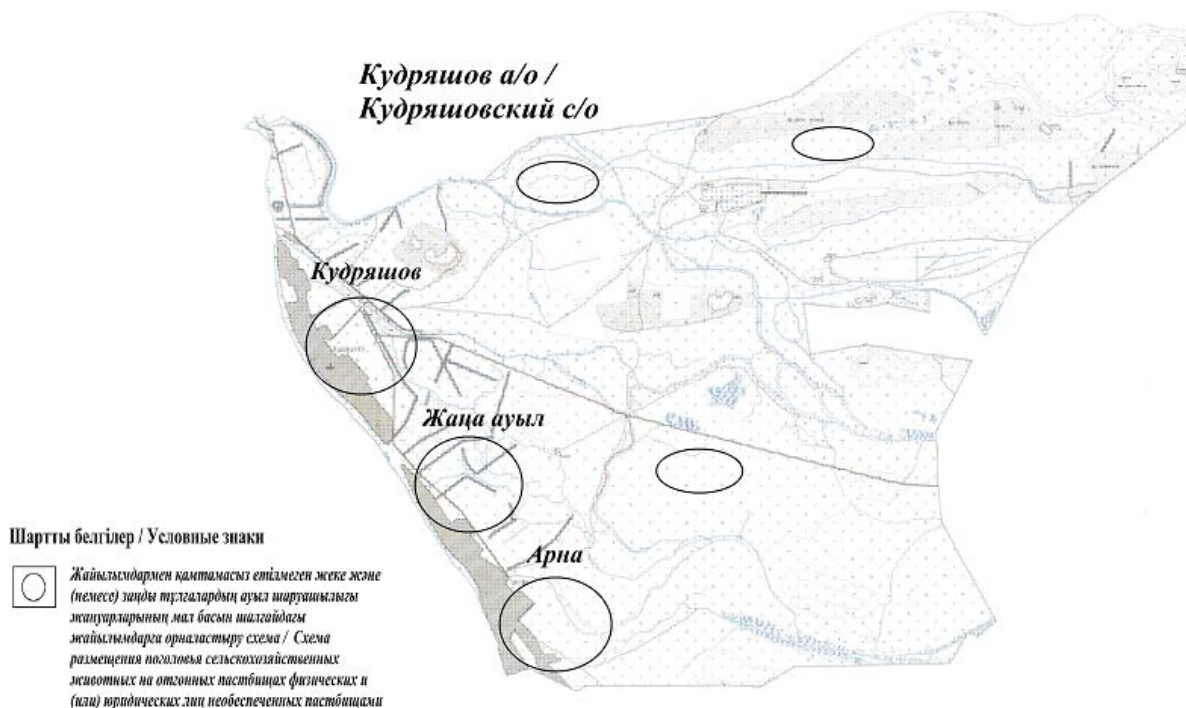 Кудряшов а/о /
Кудряшовский с/о
Кудряшов
Жаңа ауыл
Арна
Шартты белгілер / Условные знаки
Жайылымдармен қамтамасыз етілмеген жеке және
(немесе) заңды тұлғалардың ауыл шаруашылығы
жануарларының мал басын шалғайдағы
жайылымдарға орналастыру схема / Схема
размещения поголовья сельскохозяйственных
животных на отгонных пастбищах физических и
(или) юридических лиц необеспеченных пастбищами